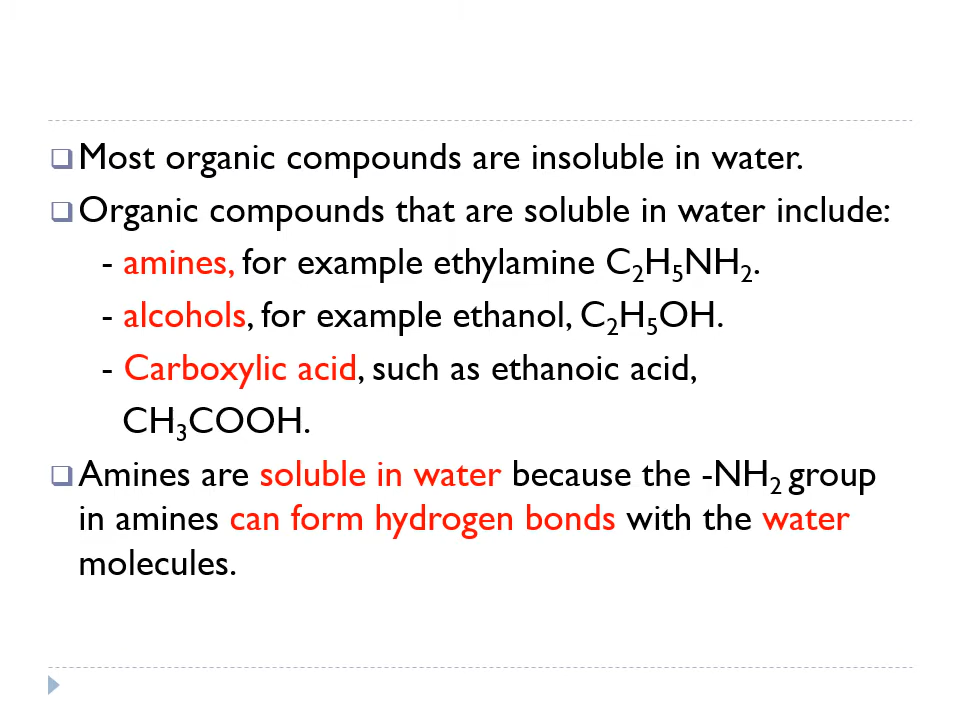 Most organic compounds are insoluble in water.
Organic compounds that are soluble in water include:
- amines, for example ethylamine C₂H₅NH₂.
- alcohols, for example ethanol, C₂H₅OH.
- Carboxylic acid, such as ethanoic acid,
CH₃COOH.
Amines are soluble in water because the -NH₂ group
in amines can form hydrogen bonds with the water
molecules.